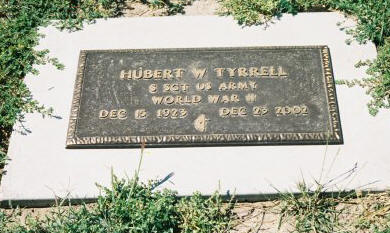 HUBERT W TYRRELL
S SGT US ARMY
WORLD WAR II
DEC 13 1923 DEC 23 2002